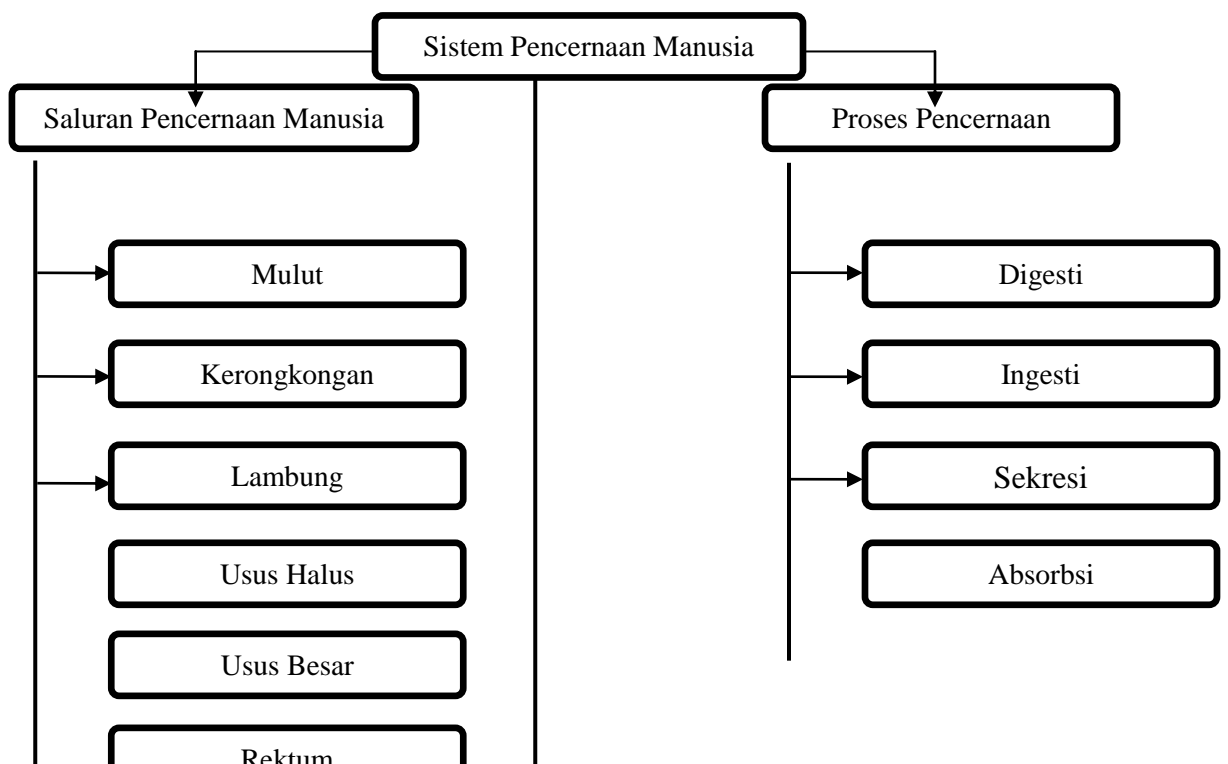 Sistem Pencernaan Manusia
Saluran Pencernaan Manusia
Proses Pencernaan
Mulut
Kerongkongan
Lambung
Usus Halus
Usus Besar
Rektum
Digesti
Ingesti
Sekresi
Absorbsi